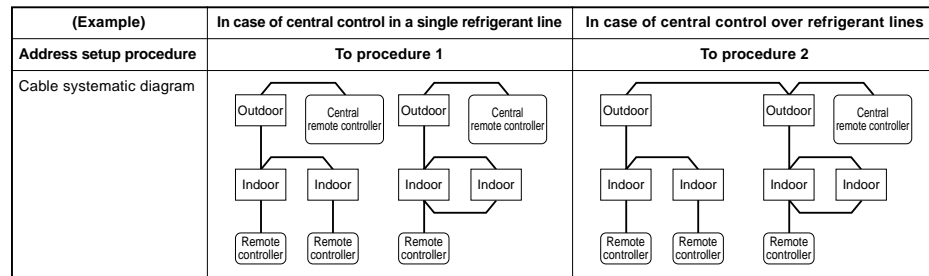 (Example)
In case of central control in a single refrigerant line
In case of central control over refrigerant lines
Address setup procedure
To procedure 1
To procedure 2
Cable systematic diagram
Outdoor
Central
remote controller
Outdoor
Central
remote controller
Outdoor
Outdoor
Central
remote controller
Indoor
Indoor
Indoor
Indoor
Indoor
Indoor
Indoor
Indoor
Remote
controller
Remote
controller
Remote
controller
Remote
controller
Remote
controller
Remote
controller